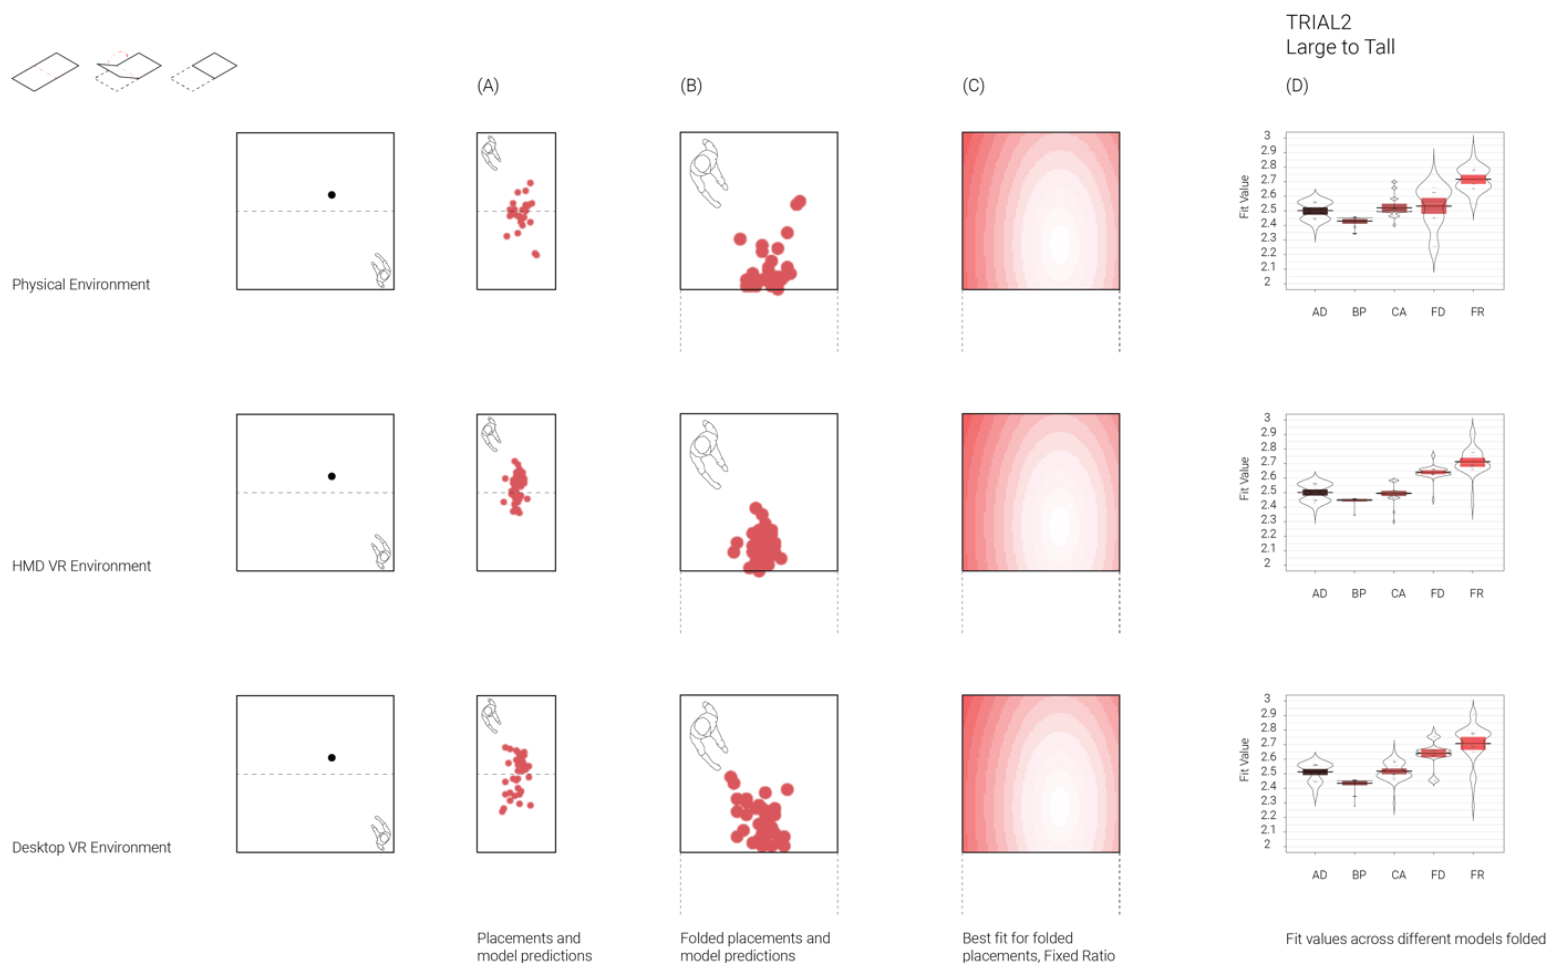 TRIAL2
Large to Tall
(A)
(B)
(C)
(D)
Physical Environment
Fit Value
3
2.9
2.8
2.7
2.6
2.5
2.4
2.3
2.2
2.1
2
AD BP CA FD FR
HMD VR Environment
Fit Value
3
2.9
2.8
2.7
2.6
2.5
2.4
2.3
2.2
2.1
2
AD BP CA FD FR
Desktop VR Environment
Fit Value
3
2.9
2.8
2.7
2.6
2.5
2.4
2.3
2.2
2.1
2
AD BP CA FD FR
Placements and
model predictions
Folded placements and
model predictions
Best fit for folded
placements, Fixed Ratio
Fit values across different models folded